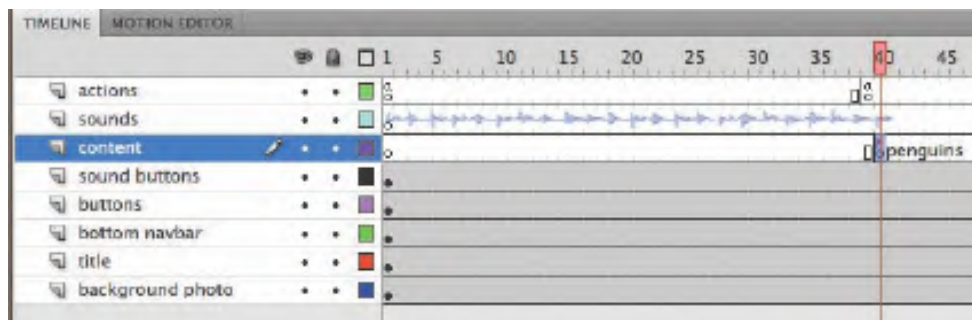 TIMELINE MOTION EDITOR
1 5 10 15 20 25 30 35 40 45
actions
sounds
content penguins
sound buttons
buttons
bottom navbar
title
background photo